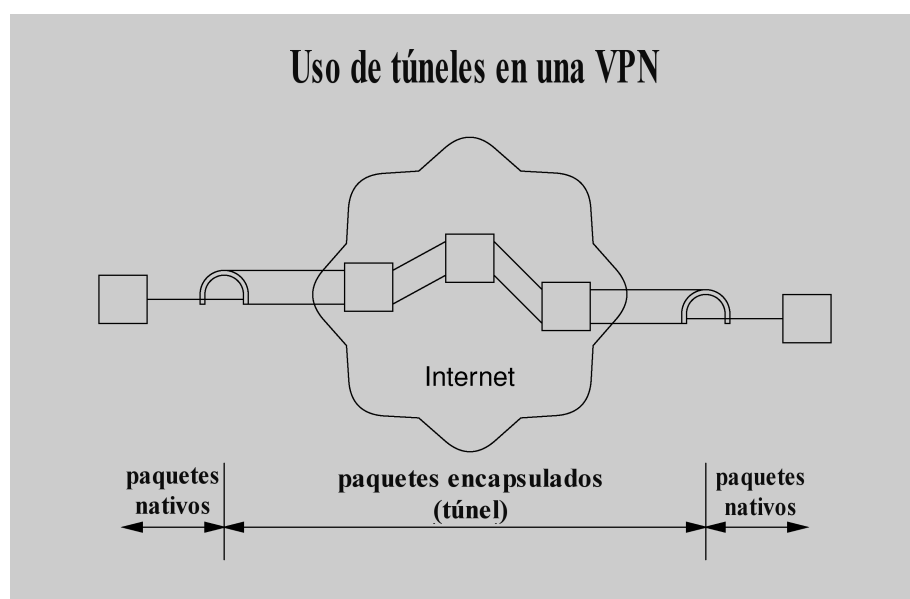 Uso de túneles en una VPN
Internet
paquetes
nativos
paquetes encapsulados
(túnel)
paquetes
nativos